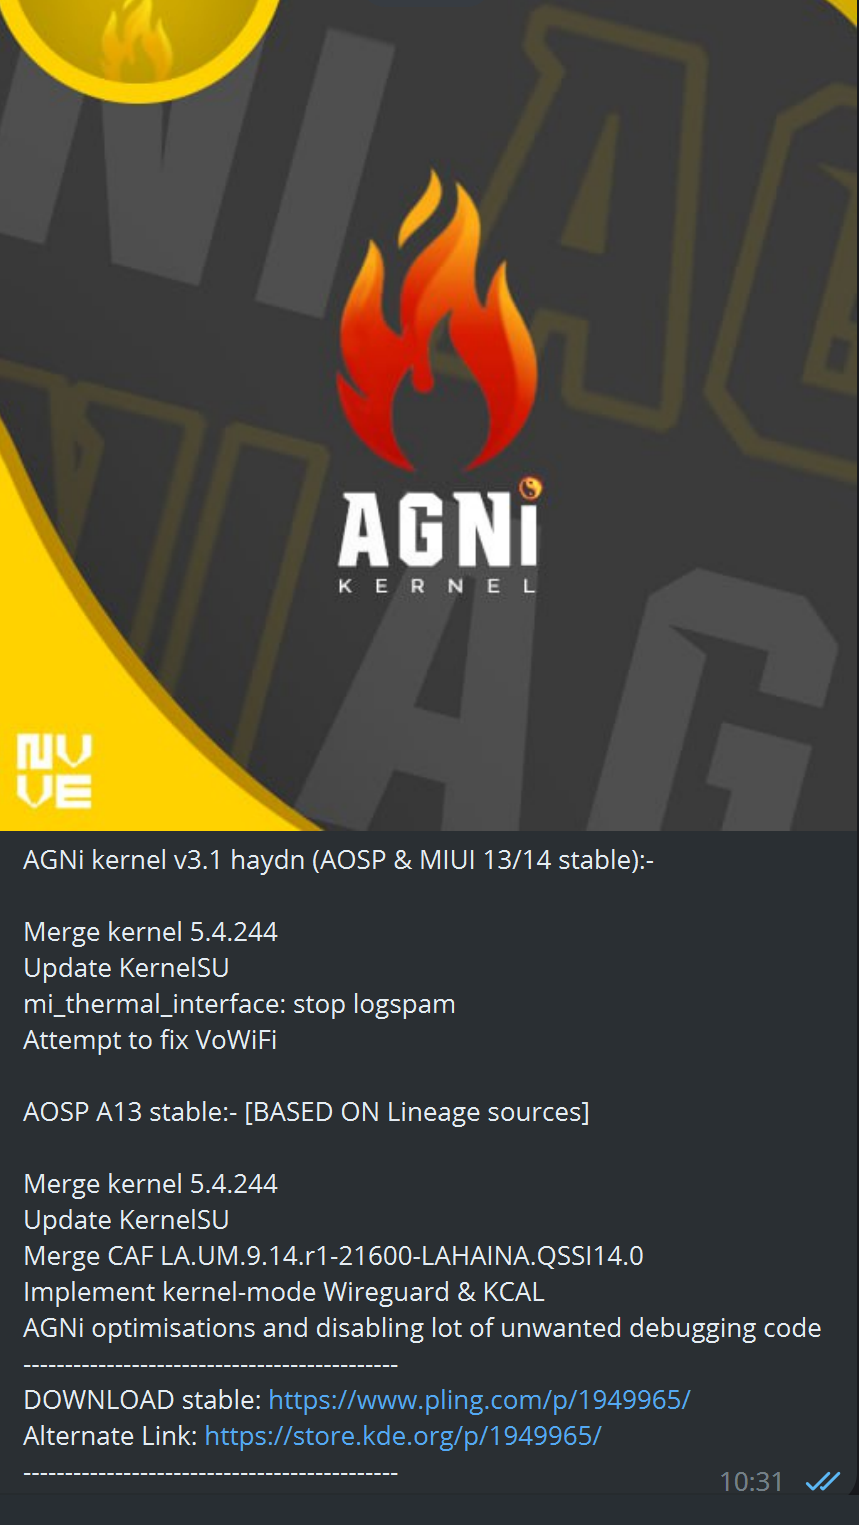 AGNi
KERNEL
NU
VE
AGNi kernel v3.1 haydn (AOSP & MIUI 13/14 stable):-
Merge kernel 5.4.244
Update KernelSU
mi_thermal_interface: stop logspam
Attempt to fix VoWiFi
AOSP A13 stable:- [BASED ON Lineage sources]
Merge kernel 5.4.244
Update KernelSU
Merge CAF LA.UM.9.14.r1-21600-LAHAINA.QSSI14.0
Implement kernel-mode Wireguard & KCAL
AGNi optimisations and disabling lot of unwanted debugging code
---------------------------------------------
DOWNLOAD stable: https://www.pling.com/p/1949965/
Alternate Link: https://store.kde.org/p/1949965/
---------------------------------------------
10:31